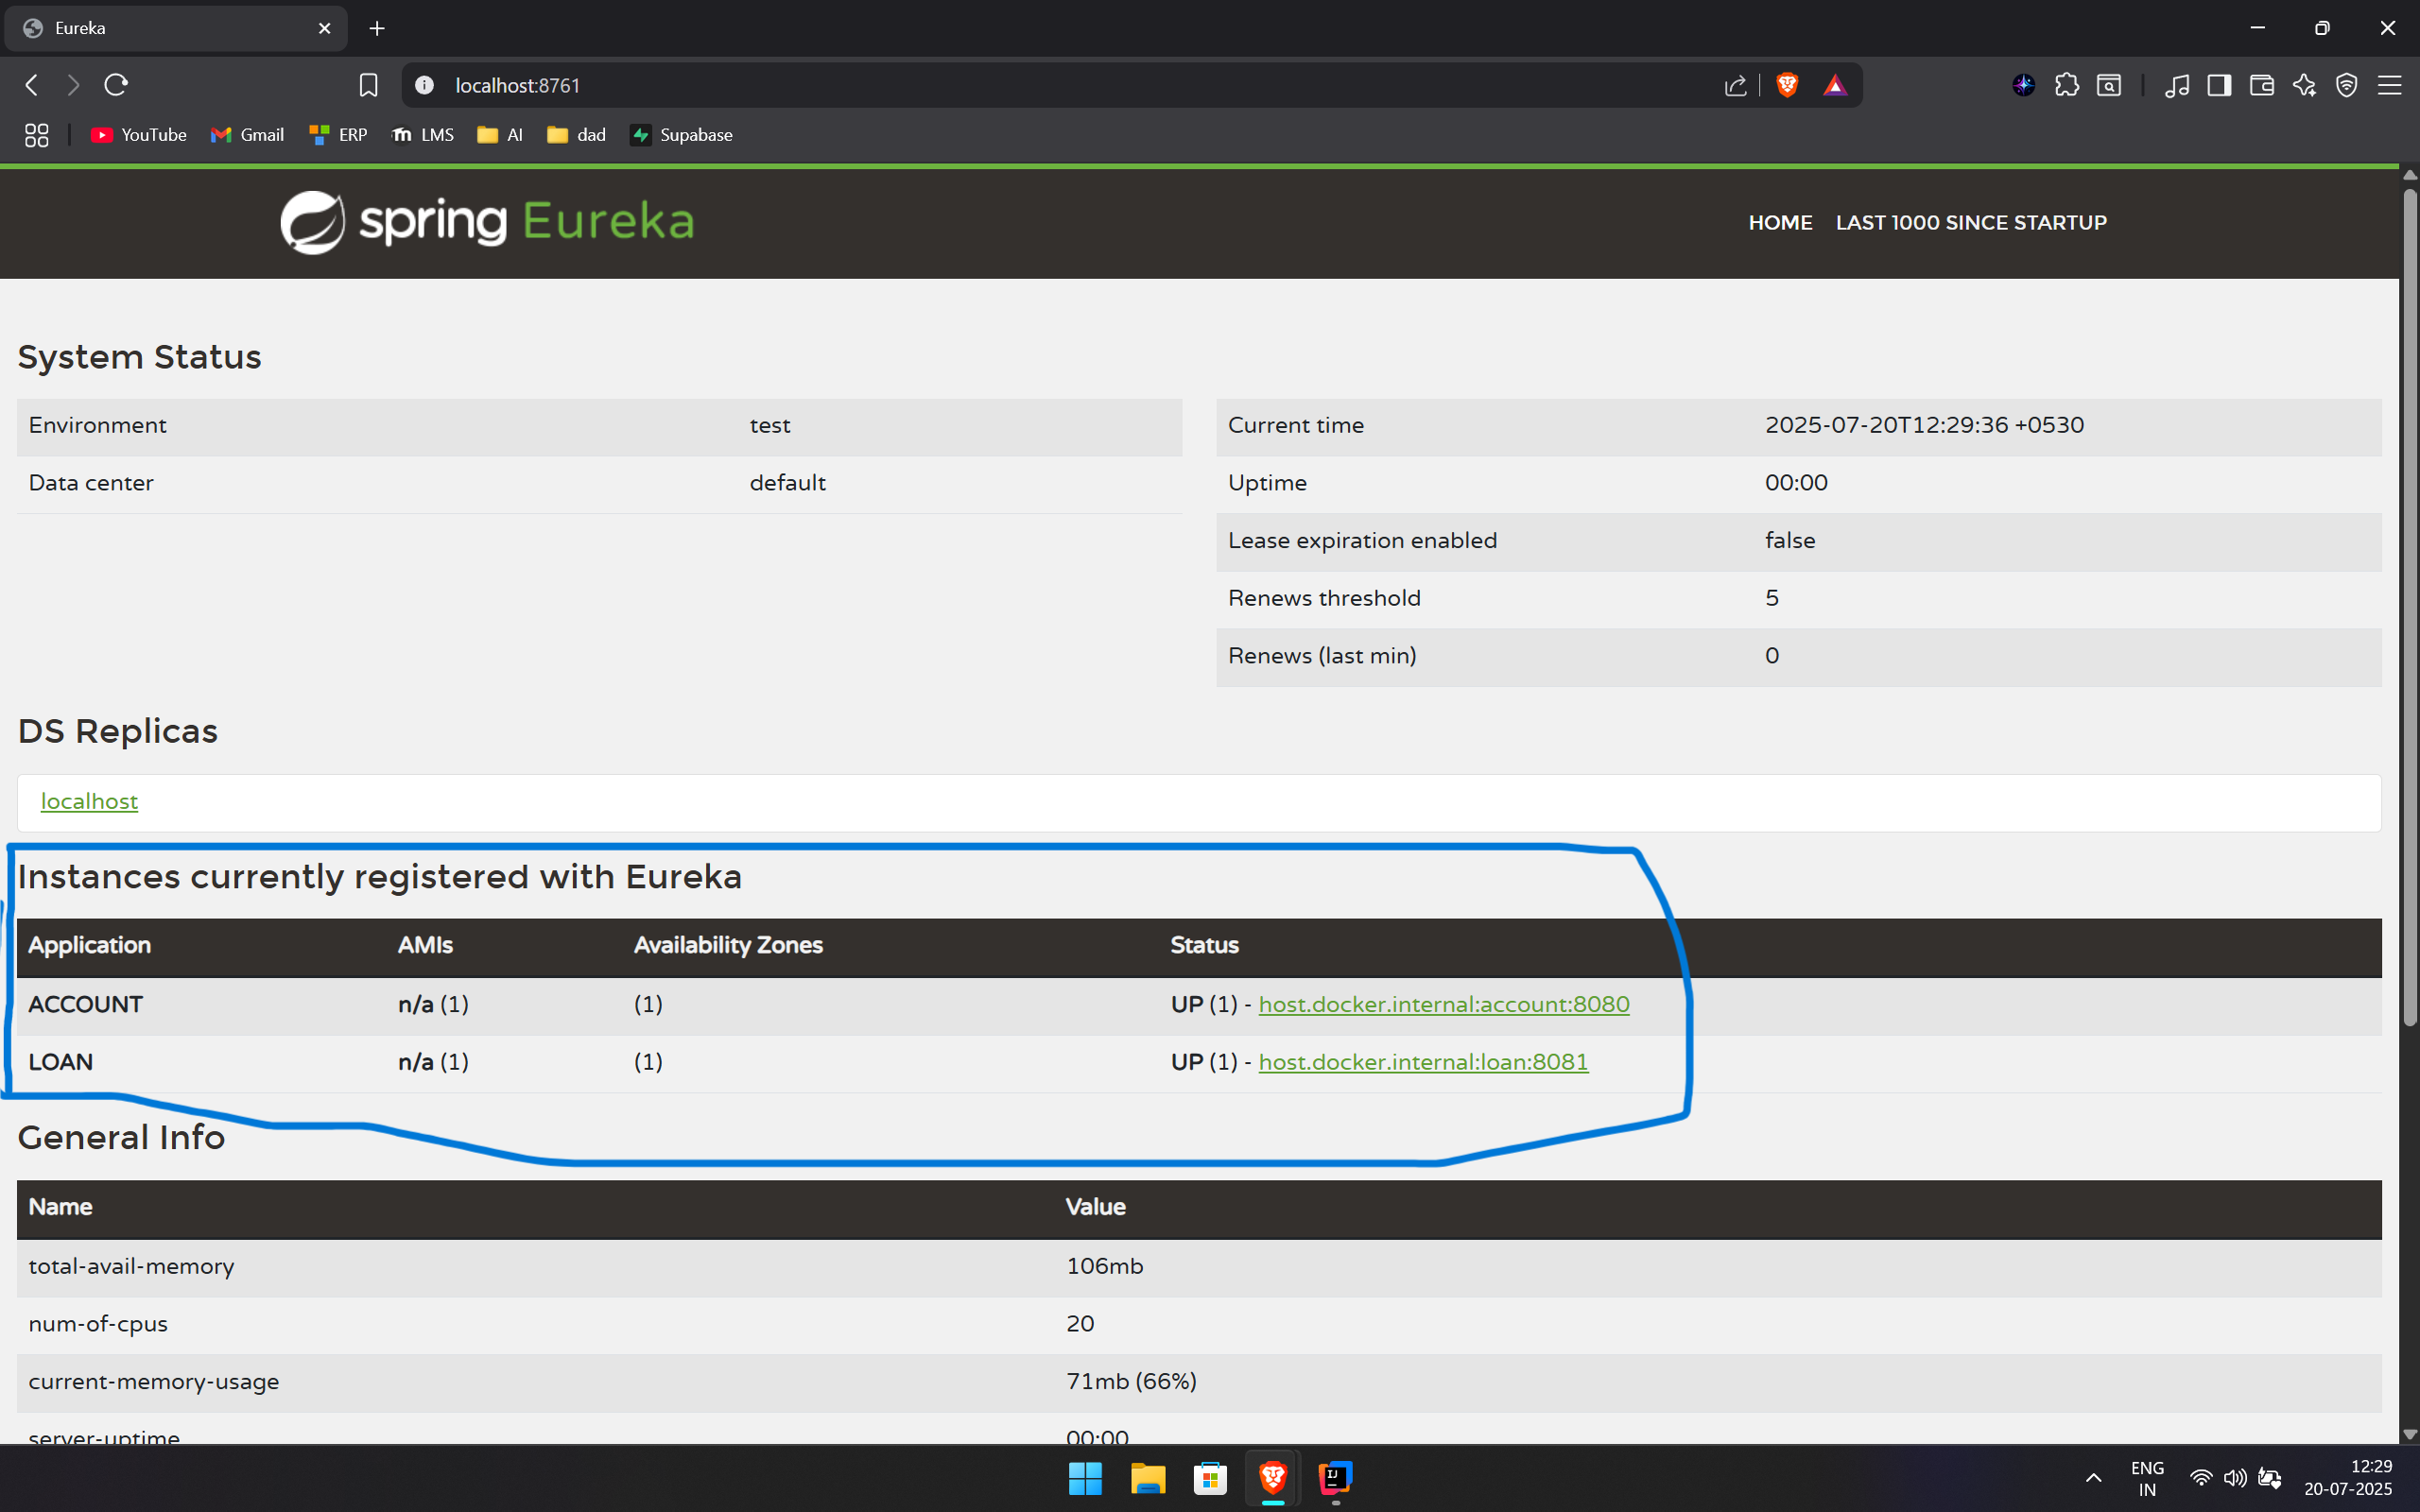 Eureka
localhost:8761
YouTube Gmail ERP LMS AI dad Supabase
spring Eureka
HOME LAST 1000 SINCE STARTUP
System Status
Environment test
Data center default
Current time 2025-07-20T12:29:36 +0530
Uptime 00:00
Lease expiration enabled false
Renews threshold 5
Renews (last min) 0
DS Replicas
localhost
Instances currently registered with Eureka
Application AMIs Availability Zones Status
ACCOUNT n/a (1) (1) UP (1) - host.docker.internal:account:8080
LOAN n/a (1) (1) UP (1) - host.docker.internal:loan:8081
General Info
Name Value
total-avail-memory 106mb
num-of-cpus 20
current-memory-usage 71mb (66%)
server-uptime 00:00
IJ
ENG
IN
12:29
20-07-2025